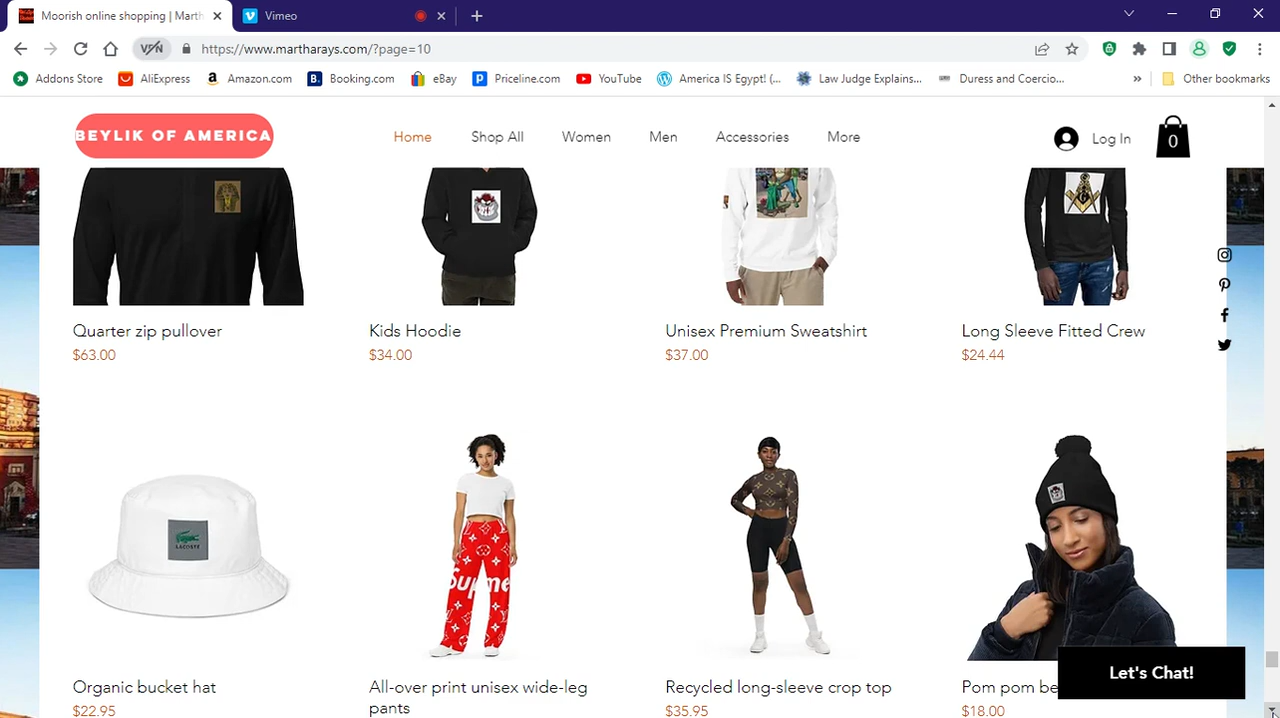 Moorish online shopping | Marth
Vimeo
VPN
https://www.martharays.com/?page=10
Addons Store
AliExpress
Amazon.com
Booking.com
eBay
Priceline.com
YouTube
America IS Egypt! (...
Law Judge Explains...
Duress and Coercio...
»
Other bookmarks
BEYLIK OF AMERICA
Home
Shop All
Women
Men
Accessories
More
Log In
0
Quarter zip pullover
$63.00
Kids Hoodie
$34.00
Unisex Premium Sweatshirt
$37.00
Long Sleeve Fitted Crew
$24.44
LACOSTE
Organic bucket hat
$22.95
All-over print unisex wide-leg
pants
Recycled long-sleeve crop top
$35.95
Pom pom be
$18.00
Let's Chat!